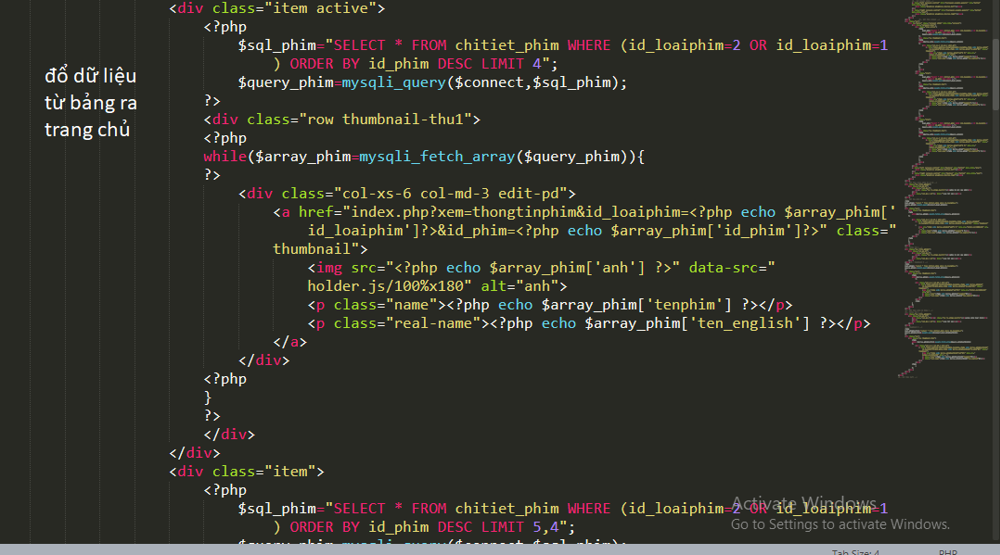 <div class="item active">
<?php
$sql_phim="SELECT * FROM chitiet_phim WHERE (id_loaiphim=2 OR id_loaiphim=1
) ORDER BY id_phim DESC LIMIT 4";
$query_phim=mysqli_query($connect,$sql_phim);
?>
<div class="row thumbnail-thu1">
<?php
while($array_phim=mysqli_fetch_array($query_phim)){
?>
<div class="col-xs-6 col-md-3 edit-pd">
<a href="index.php?xem=thongtinphim&id_loaiphim=<?php echo $array_phim['
id_loaiphim']?>&id_phim=<?php echo $array_phim['id_phim']?>" class="
thumbnail">
<img src="<?php echo $array_phim['anh'] ?>" data-src="
holder.js/100%x180" alt="anh">
<p class="name"><?php echo $array_phim['tenphim'] ?></p>
<p class="real-name"><?php echo $array_phim['ten_english'] ?></p>
</a>
</div>
<?php
}
?>
</div>
</div>
<div class="item">
<?php
$sql_phim="SELECT * FROM chitiet_phim WHERE (id_loaiphim=2 OR id_loaiphim=1
) ORDER BY id_phim DESC LIMIT 5,4";
$query_phim=mysqli_query($connect,$sql_phim);
đổ dữ liệu
từ bảng ra
trang chủ
Activate Windows
Go to Settings to activate Windows.
Tab Size: 4 PHP